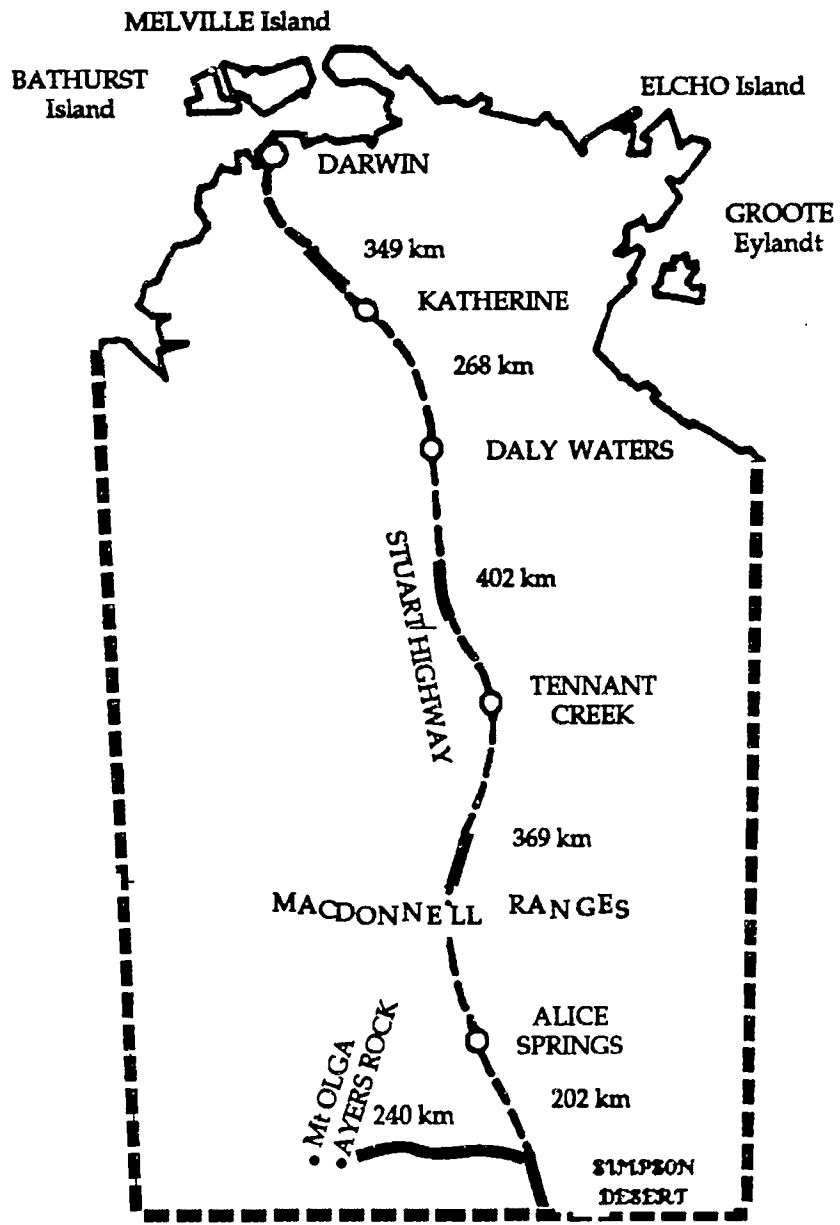 MELVILLE Island
BATHURST
Island
ELCHO Island
DARWIN
GROOTE
Eylandt
349 km
KATHERINE
268 km
DALY WATERS
STUART HIGHWAY
402 km
TENNANT
CREEK
369 km
MACDONNELL RANGES
ALICE
SPRINGS
Mt OLGA
AYERS ROCK
240 km
202 km
SIMPSON
DESERT